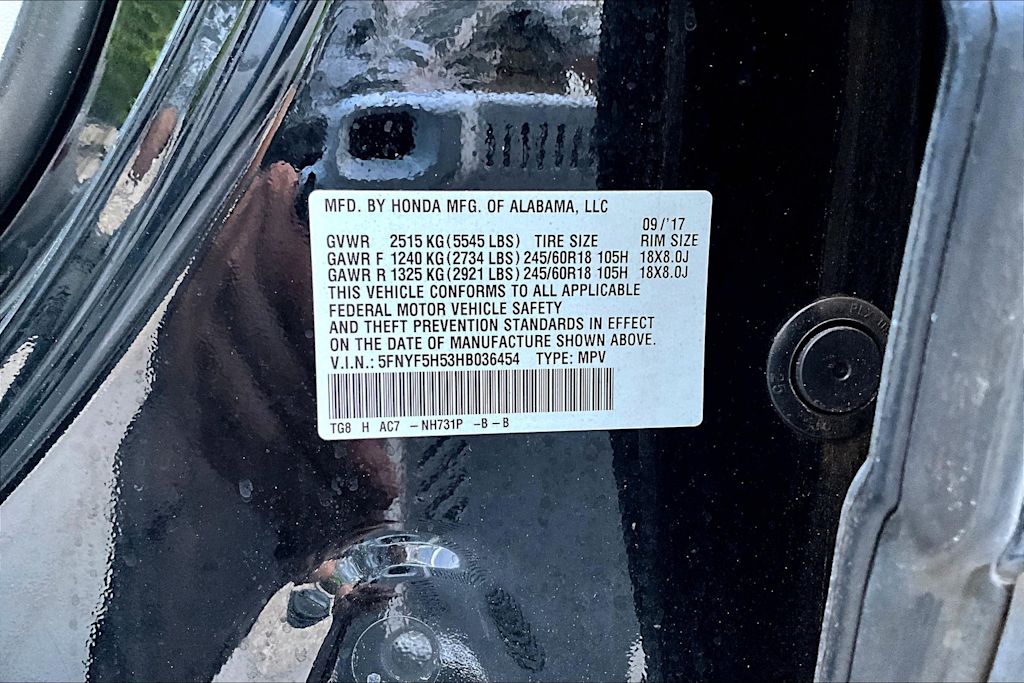 MFD. BY HONDA MFG. OF ALABAMA, LLC
09/'17
GVWR 2515 KG(5545 LBS) TIRE SIZE RIM SIZE
GAWR F 1240 KG(2734 LBS) 245/60R18 105H 18X8.0J
GAWR R 1325 KG(2921 LBS) 245/60R18 105H 18X8.0J
THIS VEHICLE CONFORMS TO ALL APPLICABLE
FEDERAL MOTOR VEHICLE SAFETY
AND THEFT PREVENTION STANDARDS IN EFFECT
ON THE DATE OF MANUFACTURE SHOWN ABOVE.
V.I.N.: 5FNYF5H53HB036454 TYPE: MPV
TG8 H AC7 -NH731P -B-B